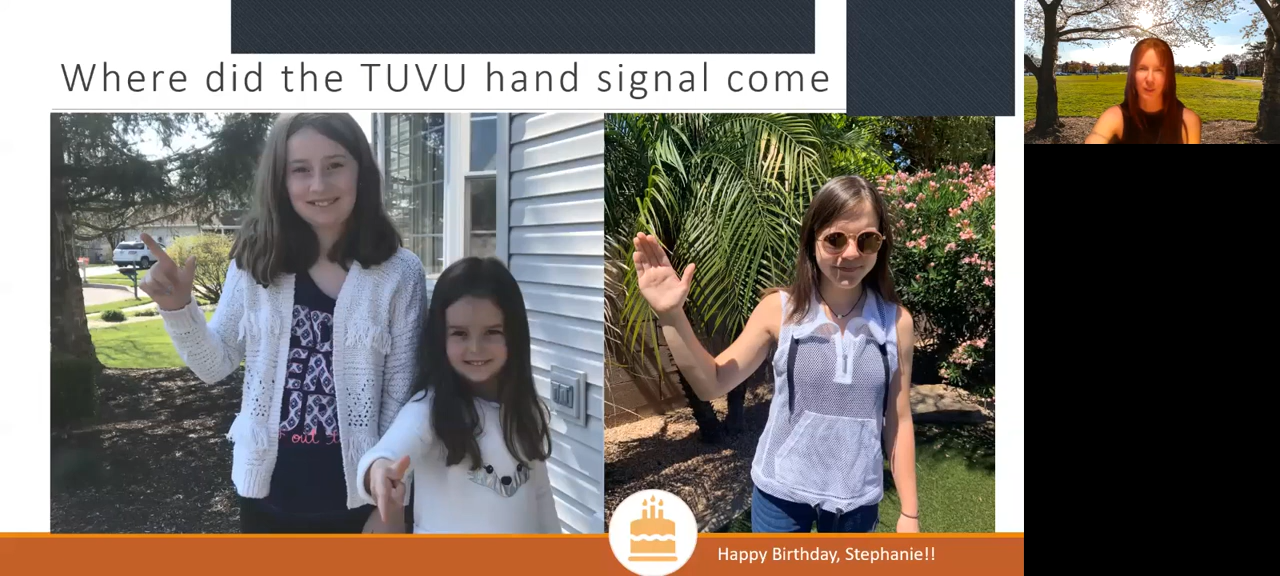 Where did the TUVU hand signal come
Happy Birthday, Stephanie!!